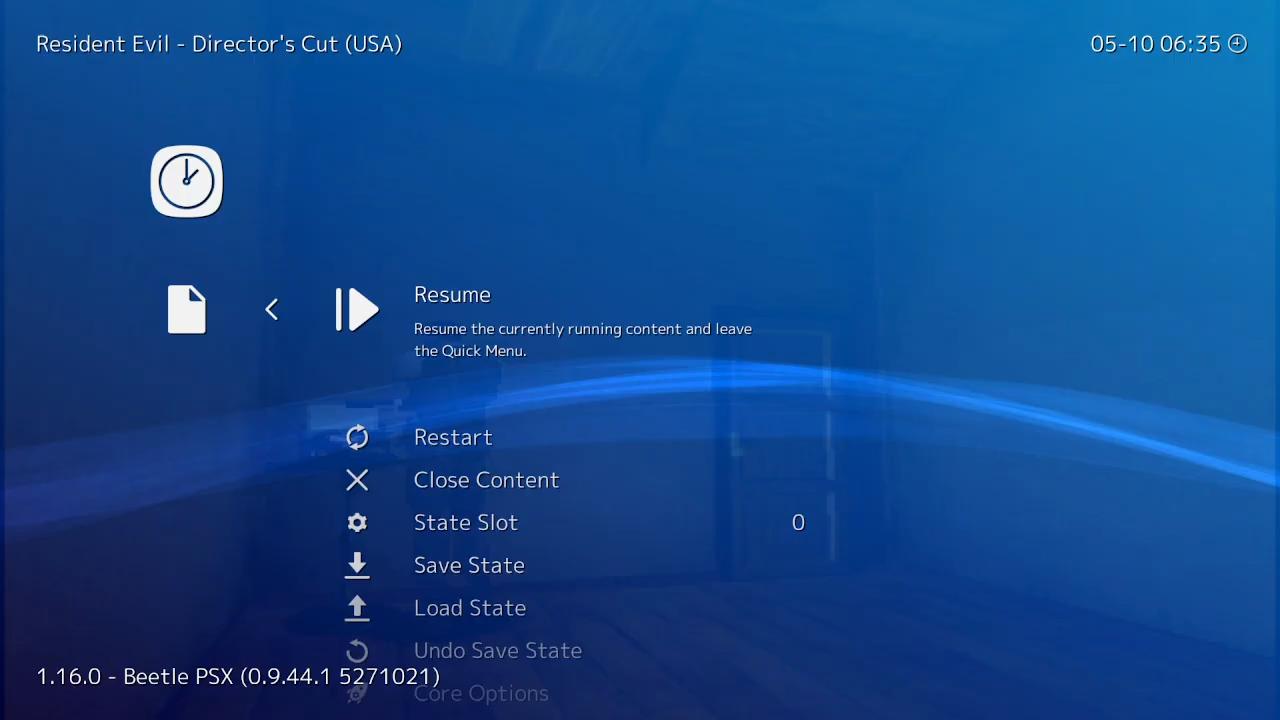 Resident Evil - Director's Cut (USA)
05-10 06:35
Resume
Resume the currently running content and leave
the Quick Menu.
Restart
Close Content
State Slot 0
Save State
Load State
Undo Save State
1.16.0 - Beetle PSX (0.9.44.1 5271021)
Core Options